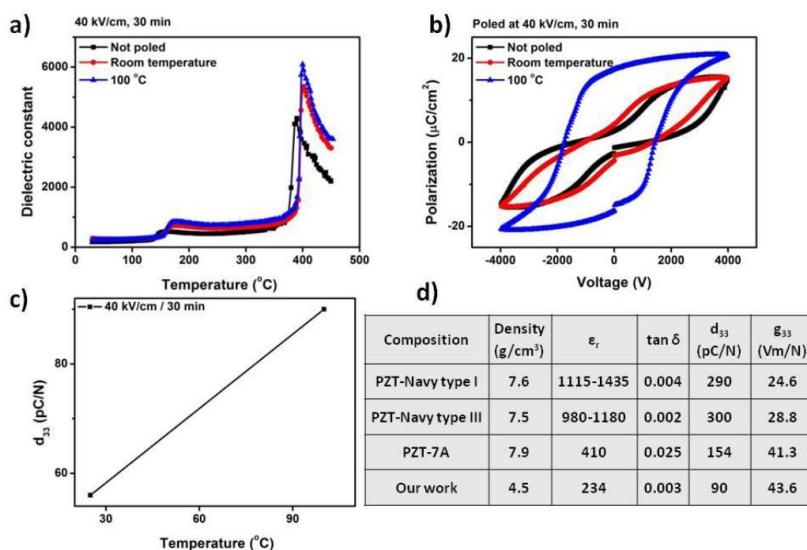 a)
40 kV/cm, 30 min
Not poled
Room temperature
100 °C
Dielectric constant
6000
4000
2000
0
0 100 200 300 400 500
Temperature (°C)
b)
Poled at 40 kV/cm, 30 min
Not poled
Room temperature
100 °C
Polarization (μC/cm²)
20
0
-20
-4000 -2000 0 2000 4000
Voltage (V)
c)
40 kV/cm / 30 min
d₃₃ (pC/N)
80
60
30 60 90
Temperature (°C)
d)
Composition Density (g/cm³) εᵣ tan δ d₃₃ (pC/N) g₃₃ (Vm/N)
PZT-Navy type I 7.6 1115-1435 0.004 290 24.6
PZT-Navy type III 7.5 980-1180 0.002 300 28.8
PZT-7A 7.9 410 0.025 154 41.3
Our work 4.5 234 0.003 90 43.6